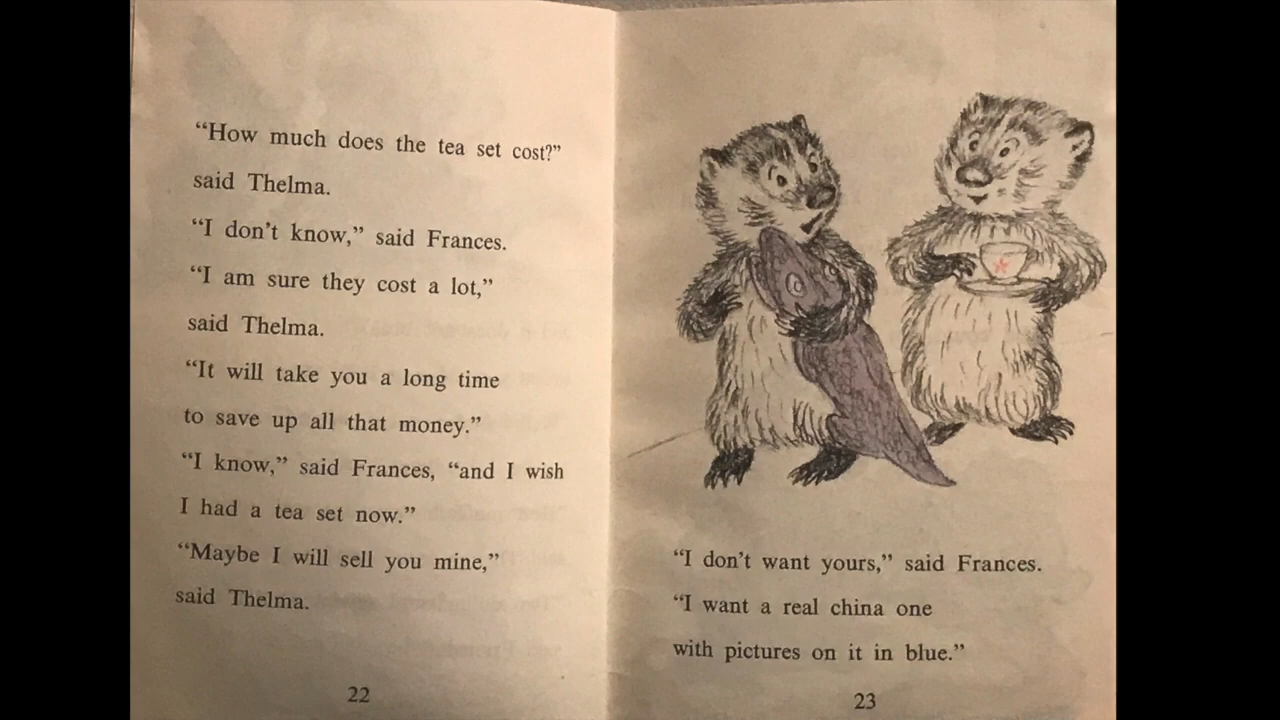 “How much does the tea set cost?”
said Thelma.
“I don't know,” said Frances.
“I am sure they cost a lot,”
said Thelma.
“It will take you a long time
to save up all that money.”
“I know,” said Frances, “and I wish
I had a tea set now.”
“Maybe I will sell you mine,”
said Thelma.
22
“I don't want yours,” said Frances.
“I want a real china one
with pictures on it in blue.”
23